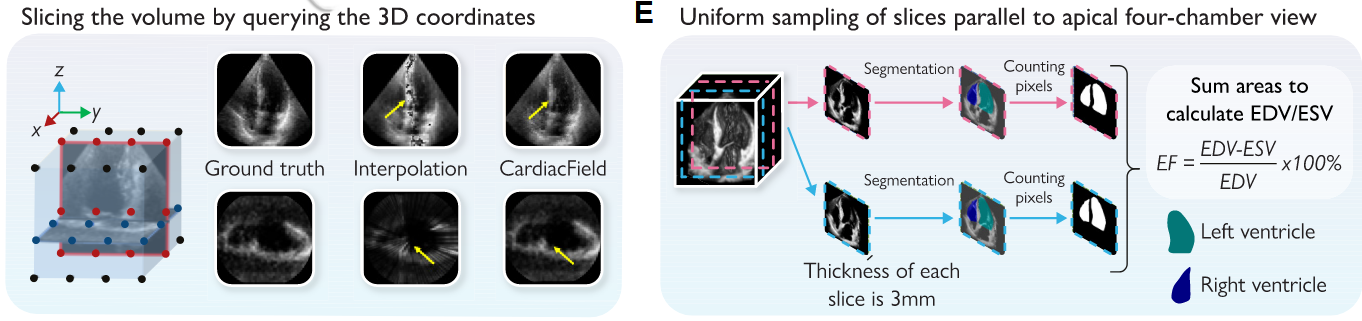 Slicing the volume by querying the 3D coordinates
z
y
x
Ground truth
Interpolation
CardiacField
E
Uniform sampling of slices parallel to apical four-chamber view
Segmentation
Counting
pixels
Segmentation
Counting
pixels
Thickness of each
slice is 3mm
Sum areas to
calculate EDV/ESV
EF = EDV-ESV x100%
EDV
Left ventricle
Right ventricle